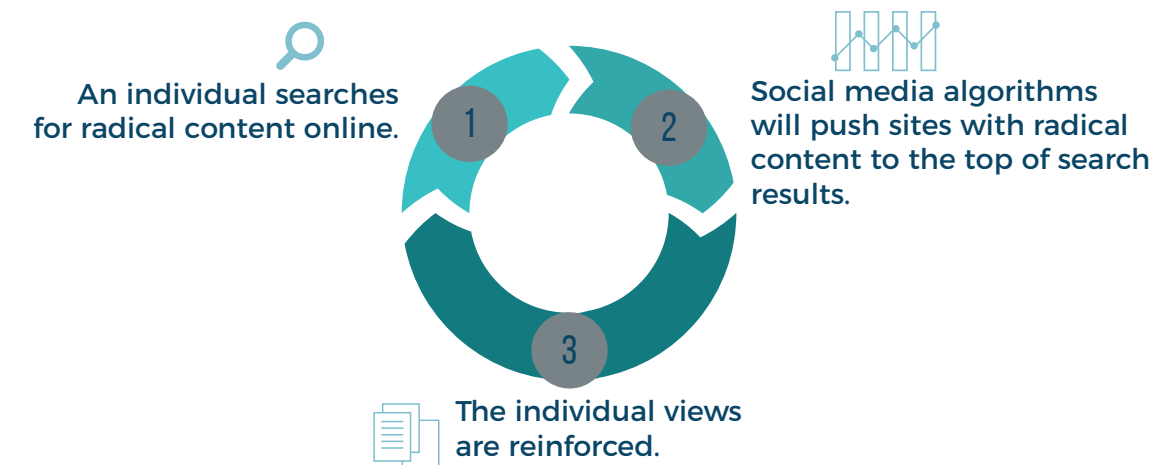 An individual searches
for radical content online.
1
2
Social media algorithms
will push sites with radical
content to the top of search
results.
3
The individual views
are reinforced.